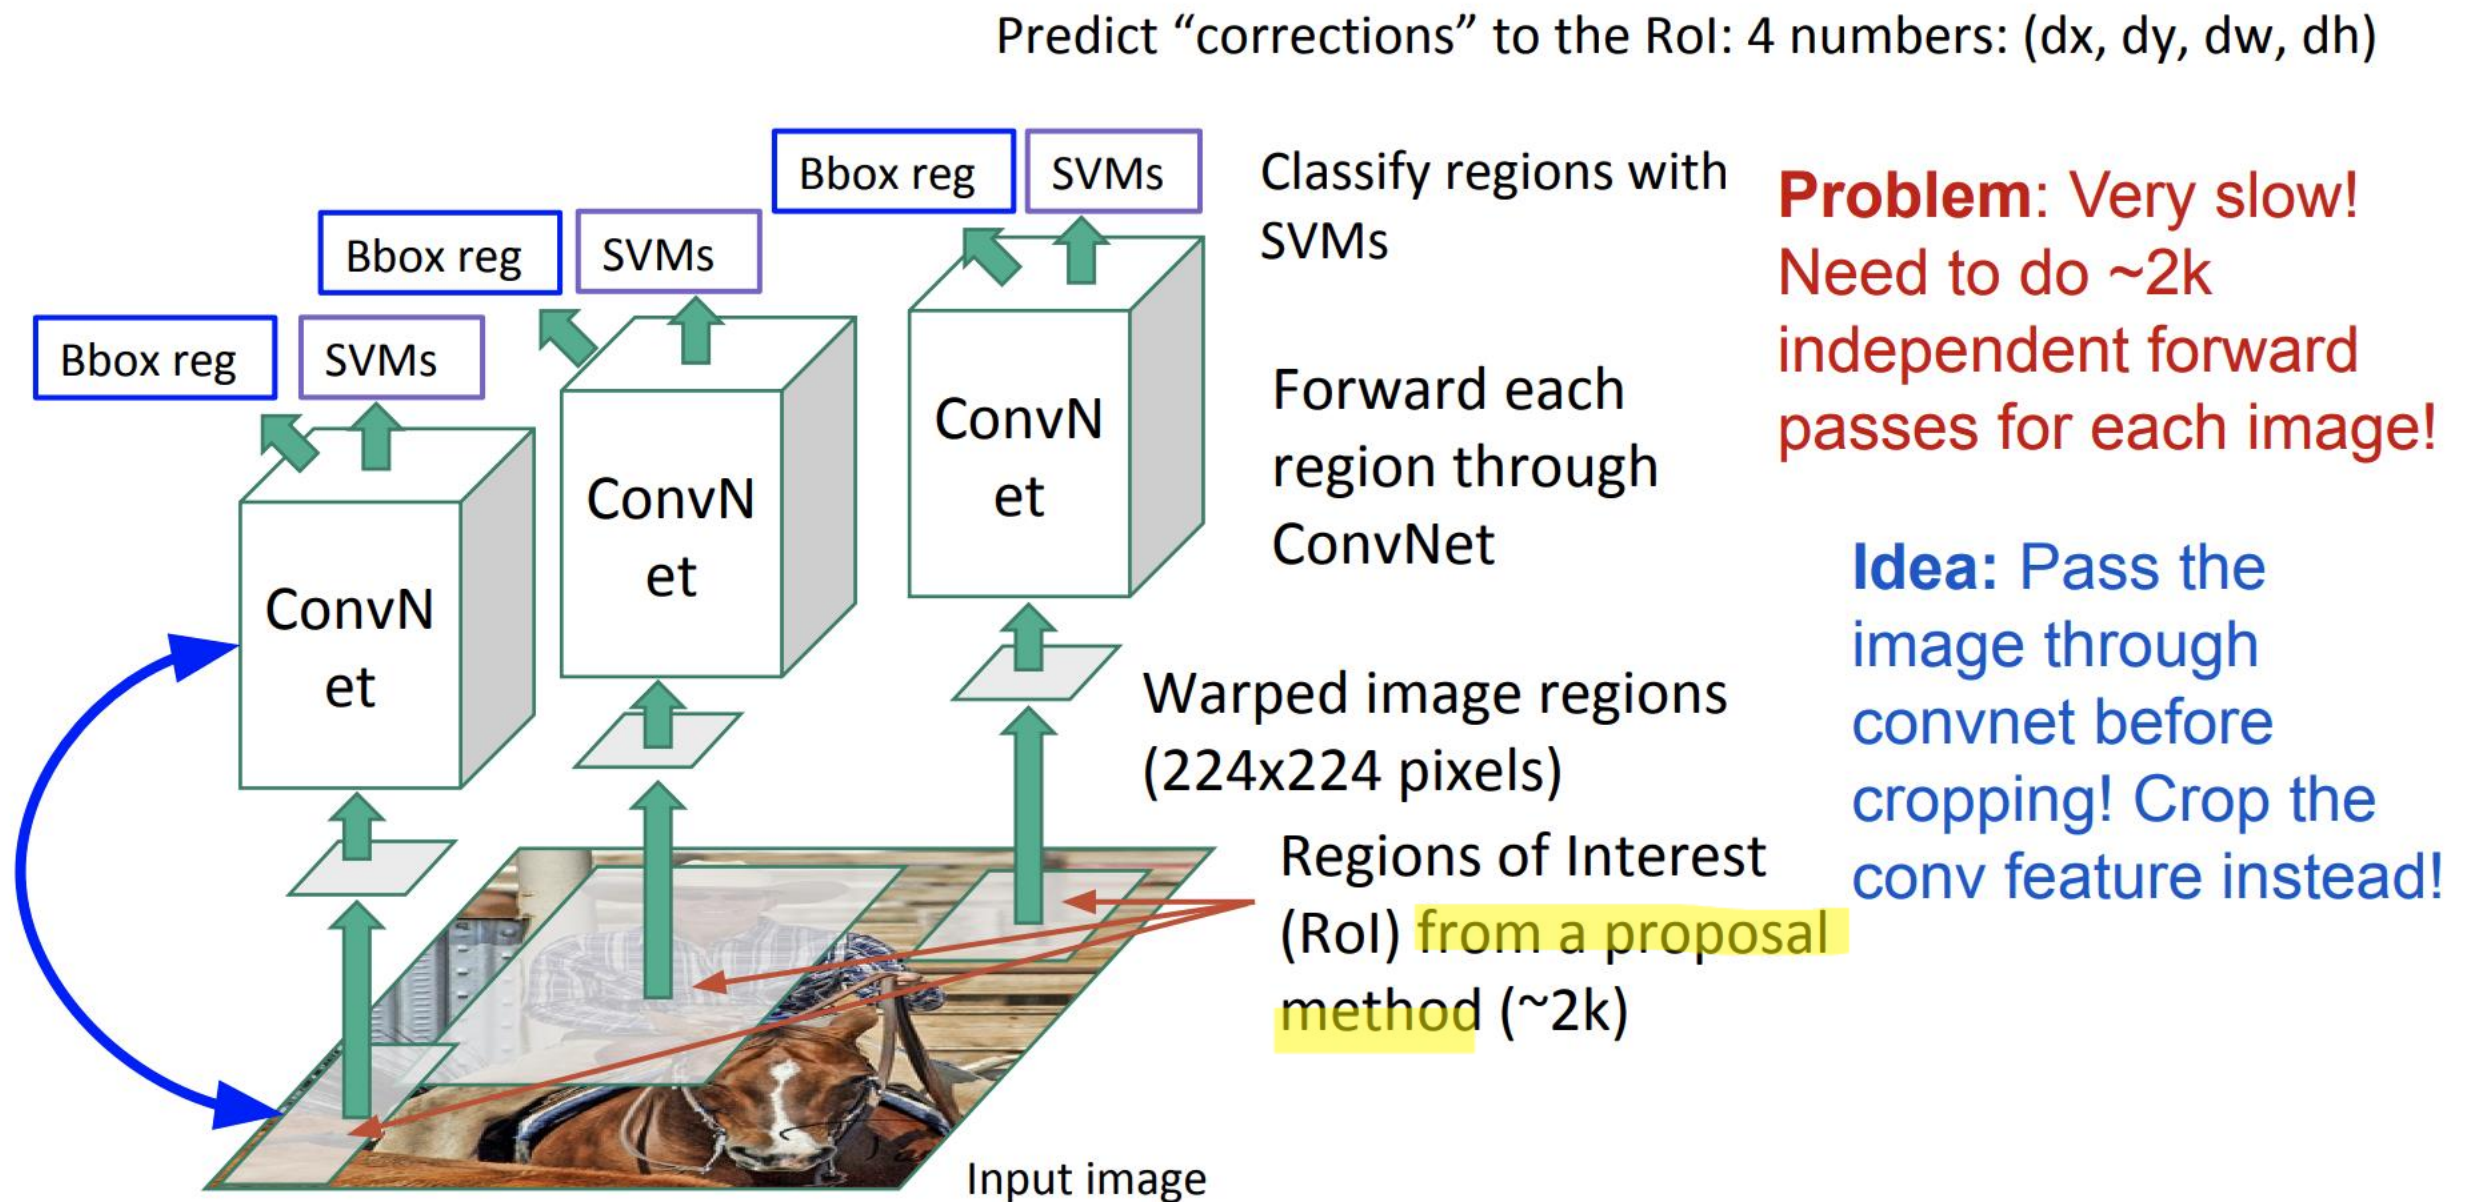 Predict “corrections” to the RoI: 4 numbers: (dx, dy, dw, dh)
Bbox reg
SVMs
Bbox reg
SVMs
Bbox reg
SVMs
ConvN
et
ConvN
et
ConvN
et
Classify regions with
SVMs
Forward each
region through
ConvNet
Warped image regions
(224x224 pixels)
Regions of Interest
(RoI) from a proposal
method (~2k)
Input image
Problem: Very slow!
Need to do ~2k
independent forward
passes for each image!
Idea: Pass the
image through
convnet before
cropping! Crop the
conv feature instead!